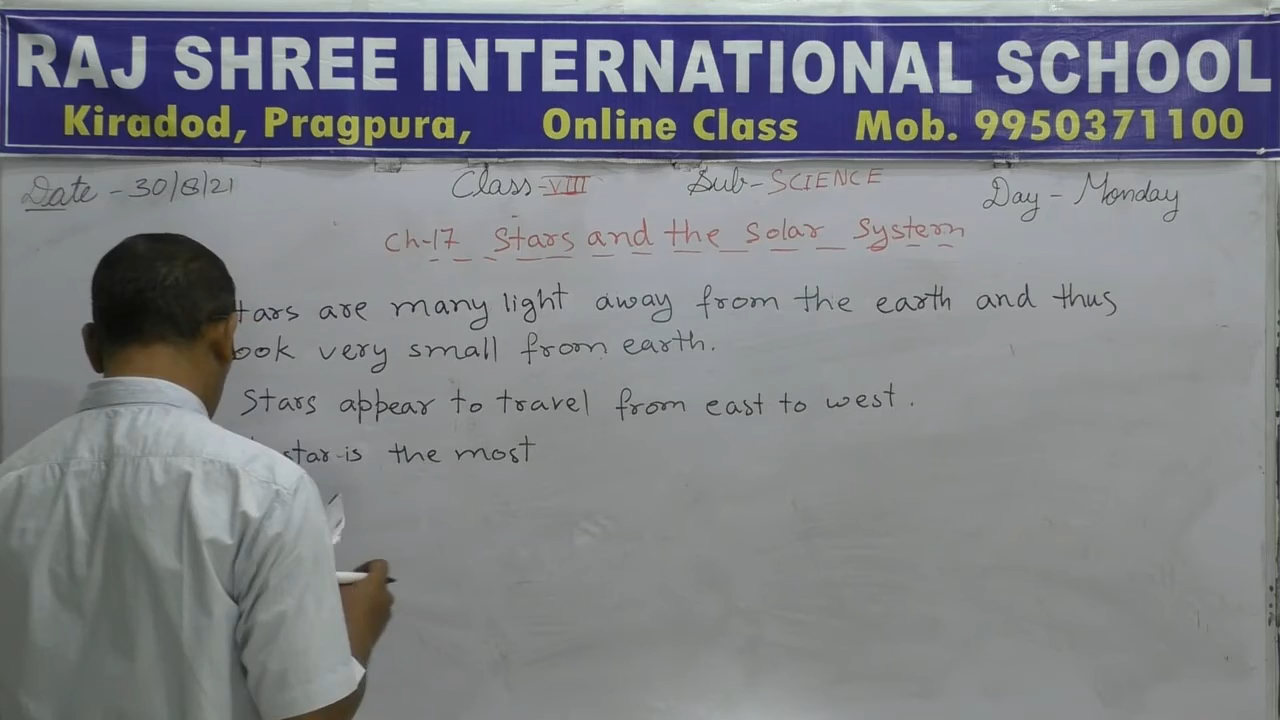 RAJ SHREE INTERNATIONAL SCHOOL
Kiradod, Pragpura, Online Class Mob. 9950371100
Date - 30/8/21 Class-VIII Sub-SCIENCE Day - Monday
Ch-17 Stars and the Solar System
tars are many light away from the earth and thus
ook very small from earth.
Stars appear to travel from east to west.
star is the most